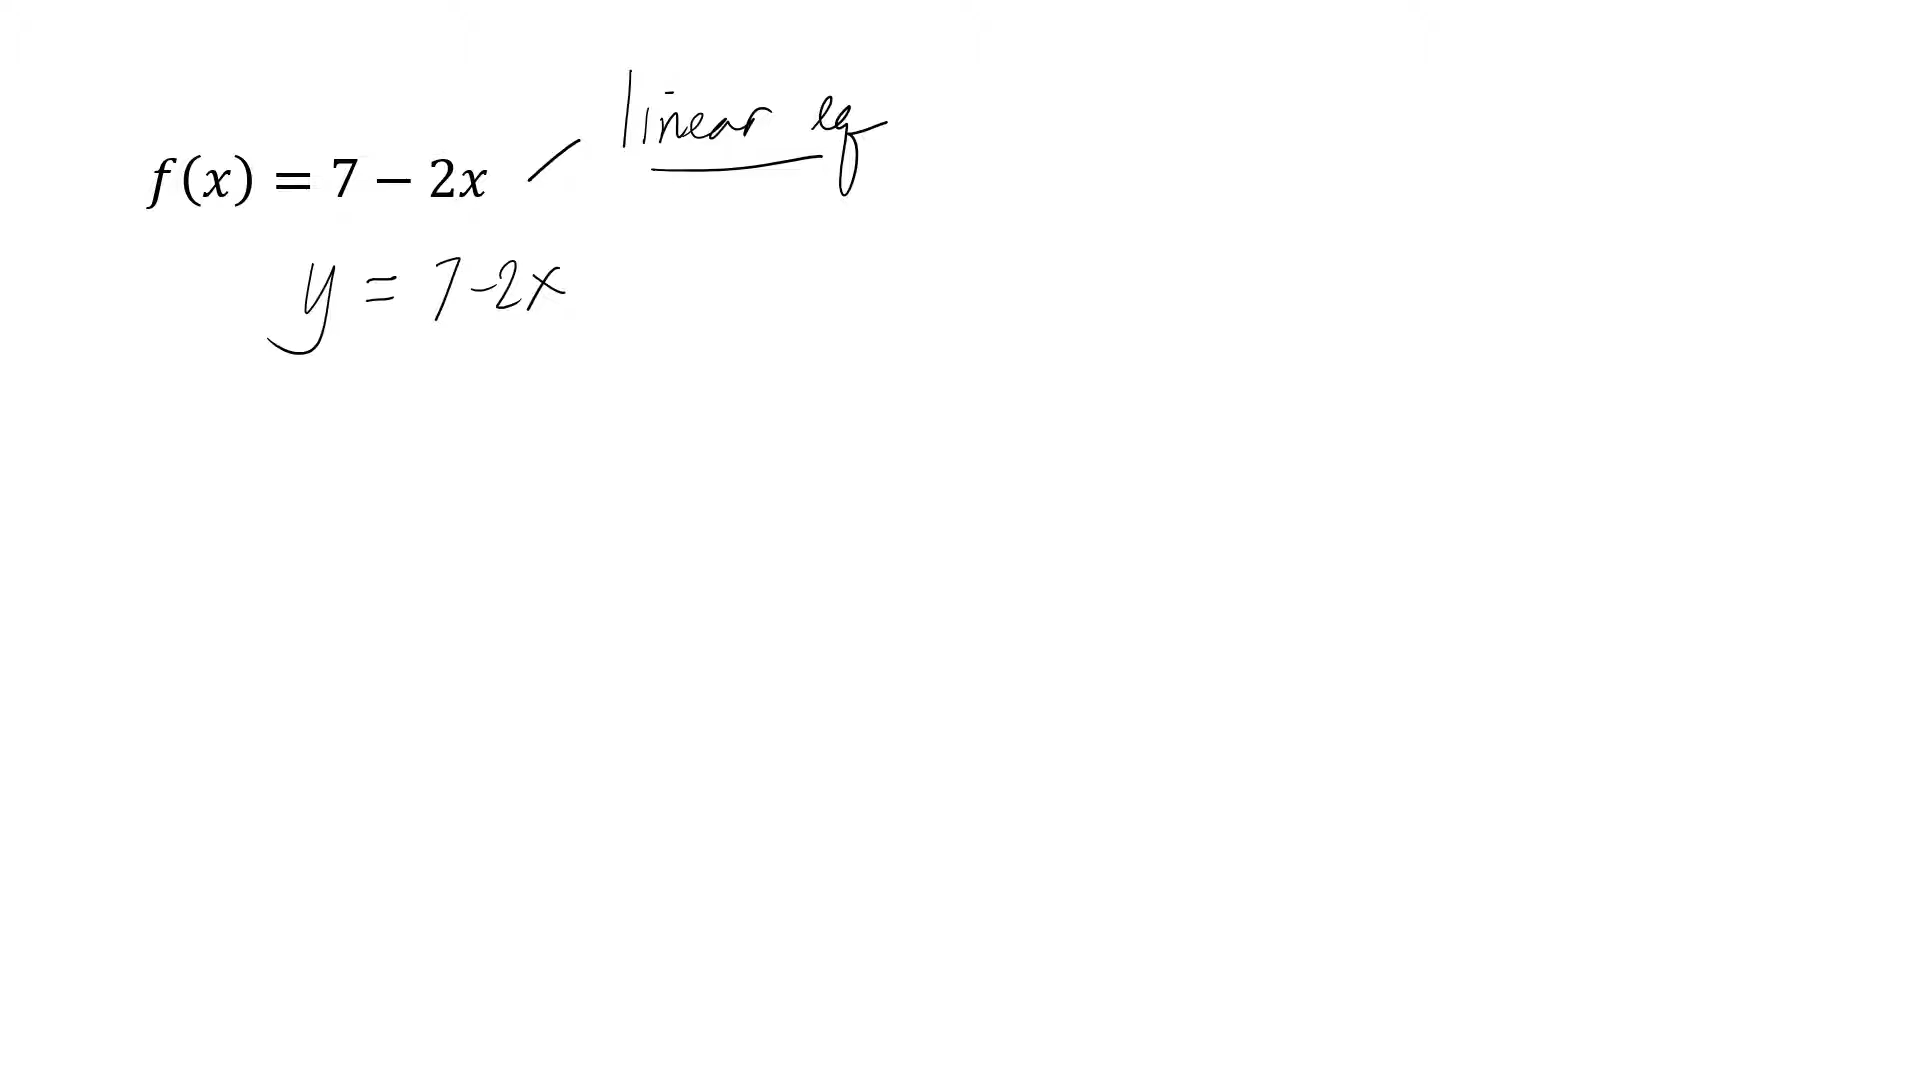 linear eq
f(x) = 7 − 2x
y = 7-2x